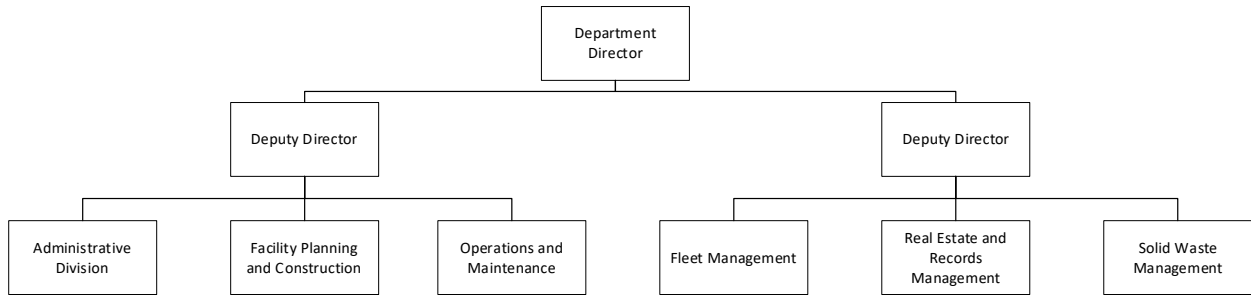 Department
Director
Deputy Director
Deputy Director
Administrative
Division
Facility Planning
and Construction
Operations and
Maintenance
Fleet Management
Real Estate and
Records
Management
Solid Waste
Management